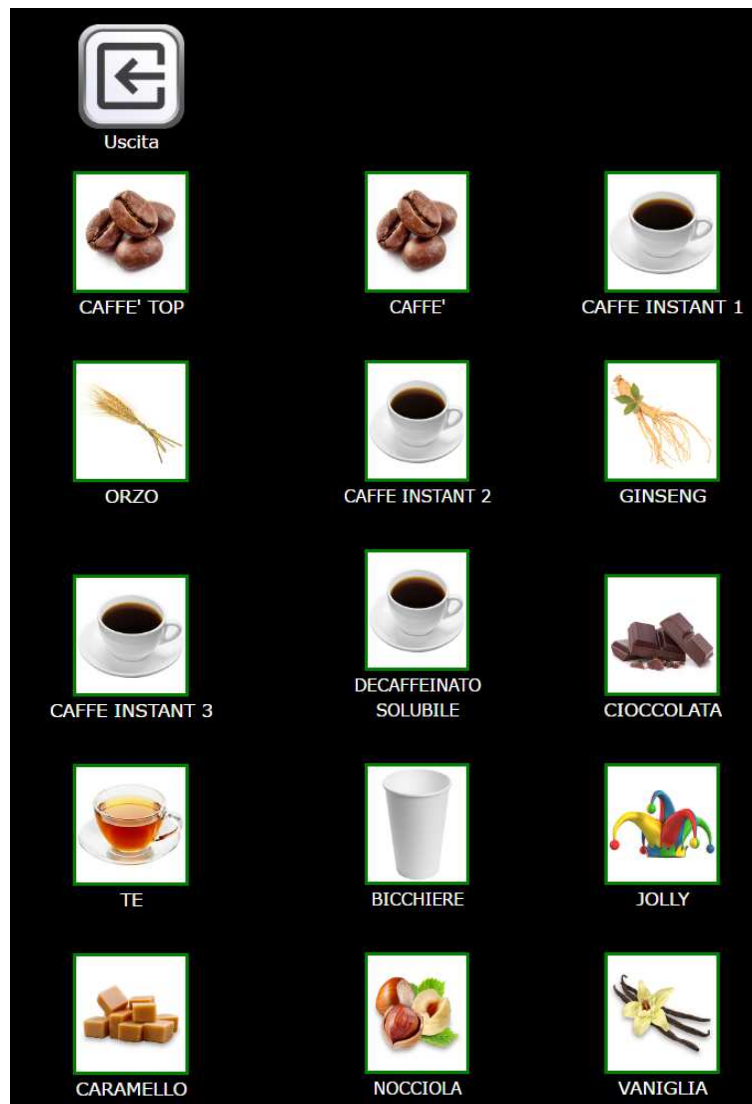 Uscita
CAFFE' TOP
CAFFE'
CAFFE INSTANT 1
ORZO
CAFFE INSTANT 2
GINSENG
CAFFE INSTANT 3
DECAFFEINATO
SOLUBILE
CIOCCOLATA
TE
BICCHIERE
JOLLY
CARAMELLO
NOCCIOLA
VANIGLIA